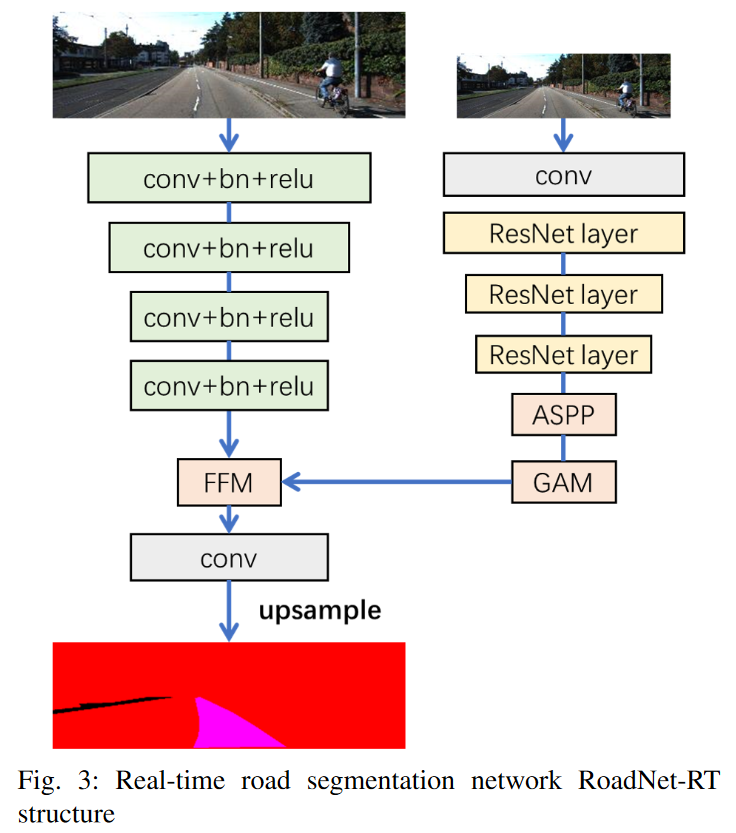 conv+bn+relu
conv+bn+relu
conv+bn+relu
conv+bn+relu
FFM
conv
upsample
conv
ResNet layer
ResNet layer
ResNet layer
ASPP
GAM
Fig. 3: Real-time road segmentation network RoadNet-RT
structure